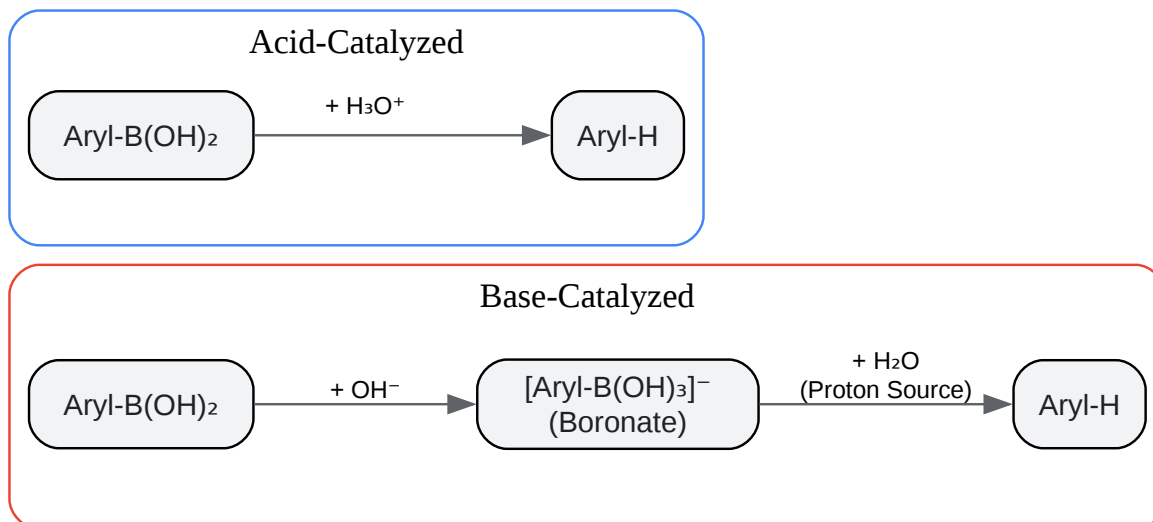 Acid-Catalyzed
+ H₃O⁺
Aryl-B(OH)₂
Aryl-H
Base-Catalyzed
Aryl-B(OH)₂
+ OH⁻
[Aryl-B(OH)₃]⁻
(Boronate)
+ H₂O
(Proton Source)
Aryl-H